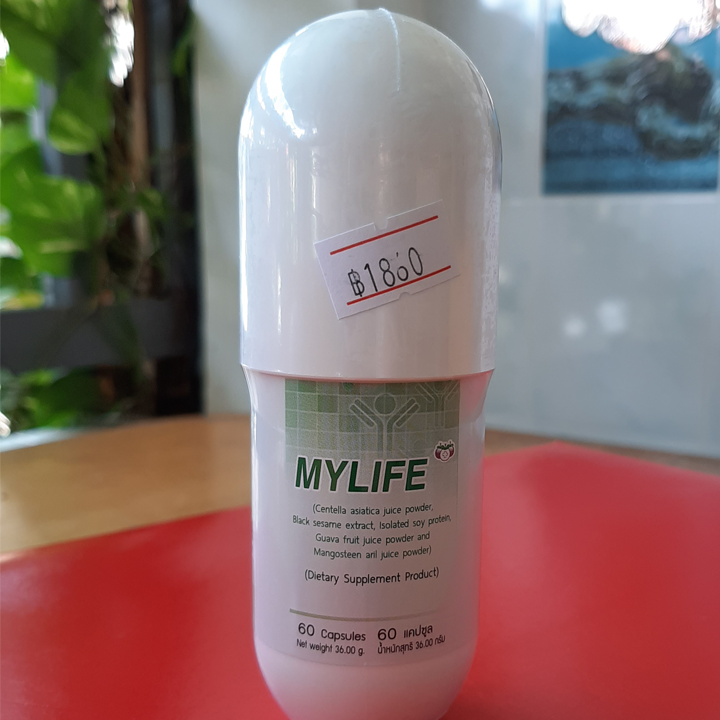 ฿1860
MYLIFE
(Centella asiatica juice powder,
Black sesame extract, Isolated soy protein,
Guava fruit juice powder and
Mangosteen aril juice powder)
(Dietary Supplement Product)
60 Capsules 60 แคปซูล
Net weight 36.00 g. น้ำหนักสุทธิ 36.00 กรัม